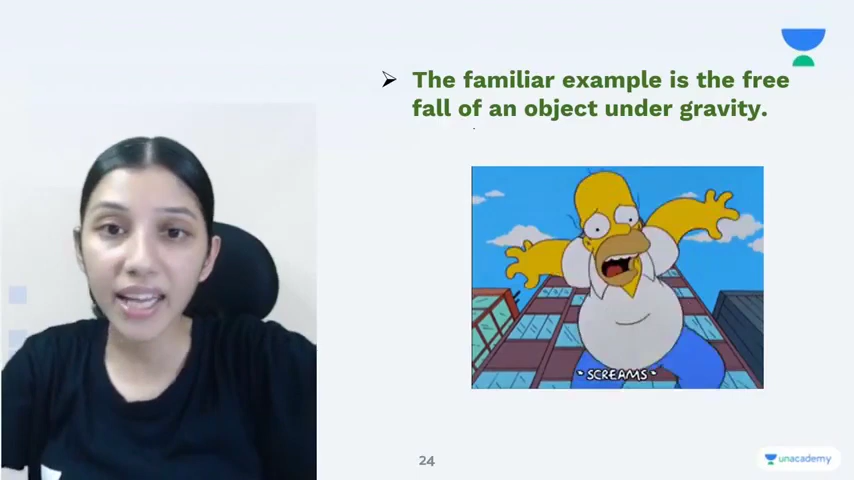 ➢ The familiar example is the free
fall of an object under gravity.
* SCREAMS *
24
unacademy